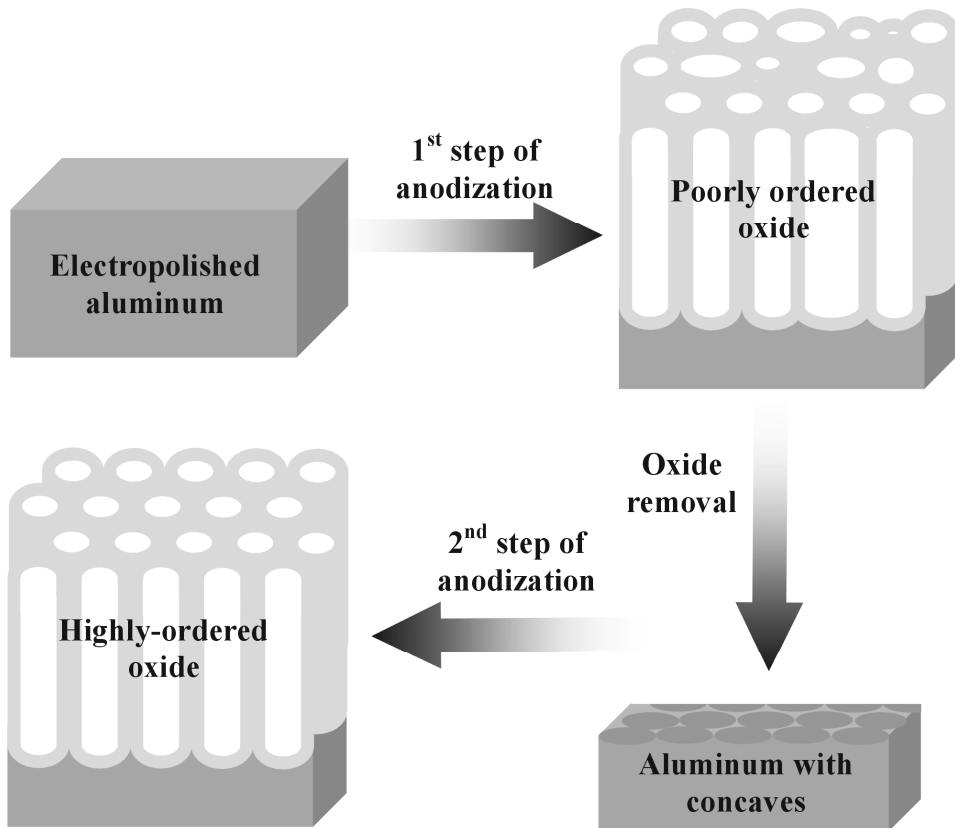 Electropolished
aluminum
1st step of
anodization
Poorly ordered
oxide
Oxide
removal
Aluminum with
concaves
2nd step of
anodization
Highly-ordered
oxide